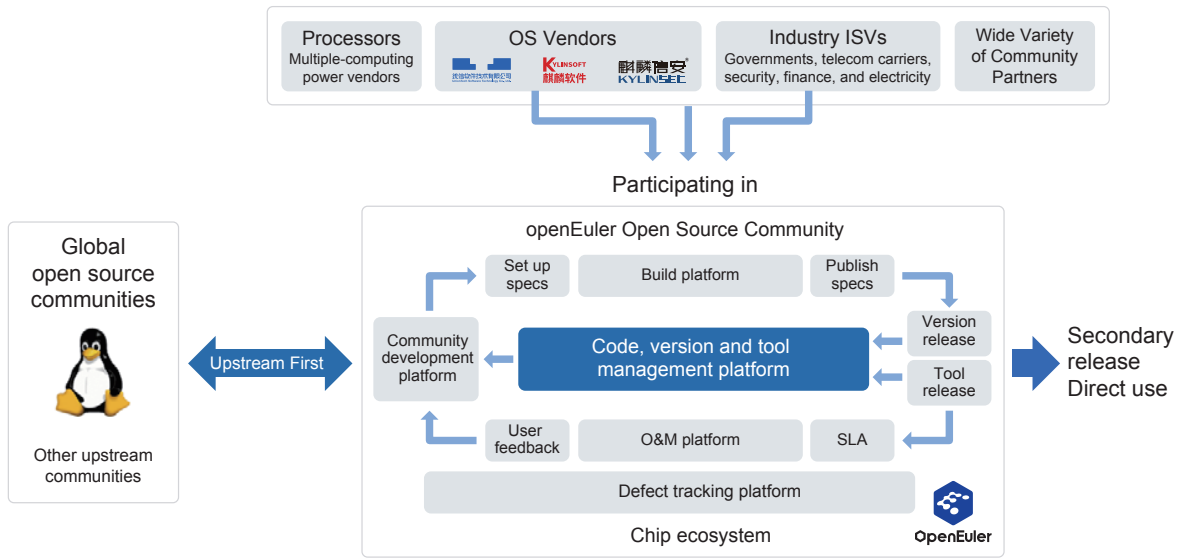 Processors
Multiple-computing
power vendors
OS Vendors
KYLINSOFT
麒麟软件
麒麟信安
KYLINSEC
Industry ISVs
Governments, telecom carriers,
security, finance, and electricity
Wide Variety
of Community
Partners
Participating in
Global
open source
communities
Other upstream
communities
Upstream First
openEuler Open Source Community
Set up
specs
Build platform
Publish
specs
Community
development
platform
Code, version and tool
management platform
Version
release
Tool
release
User
feedback
O&M platform
SLA
Defect tracking platform
Chip ecosystem
OpenEuler
Secondary
release
Direct use